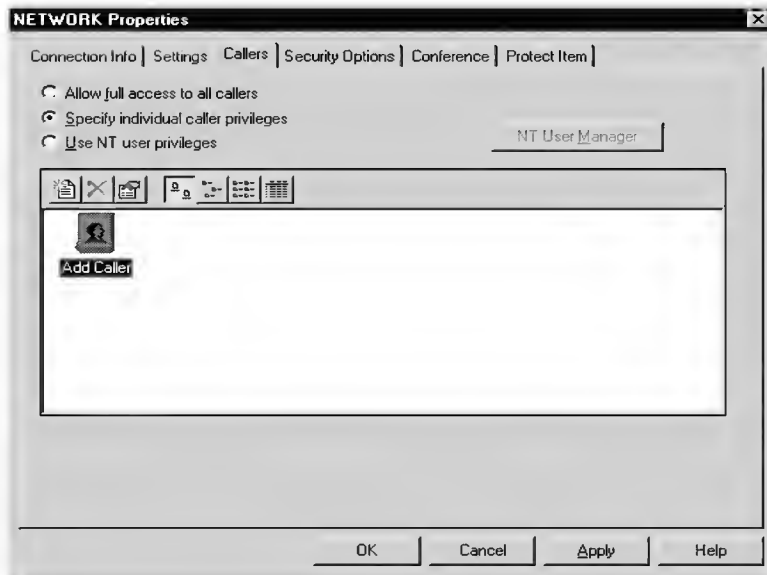 NETWORK Properties
Connection Info Settings Callers Security Options Conference Protect Item
Allow full access to all callers
Specify individual caller privileges
Use NT user privileges
NT User Manager
Add Caller
OK Cancel Apply Help